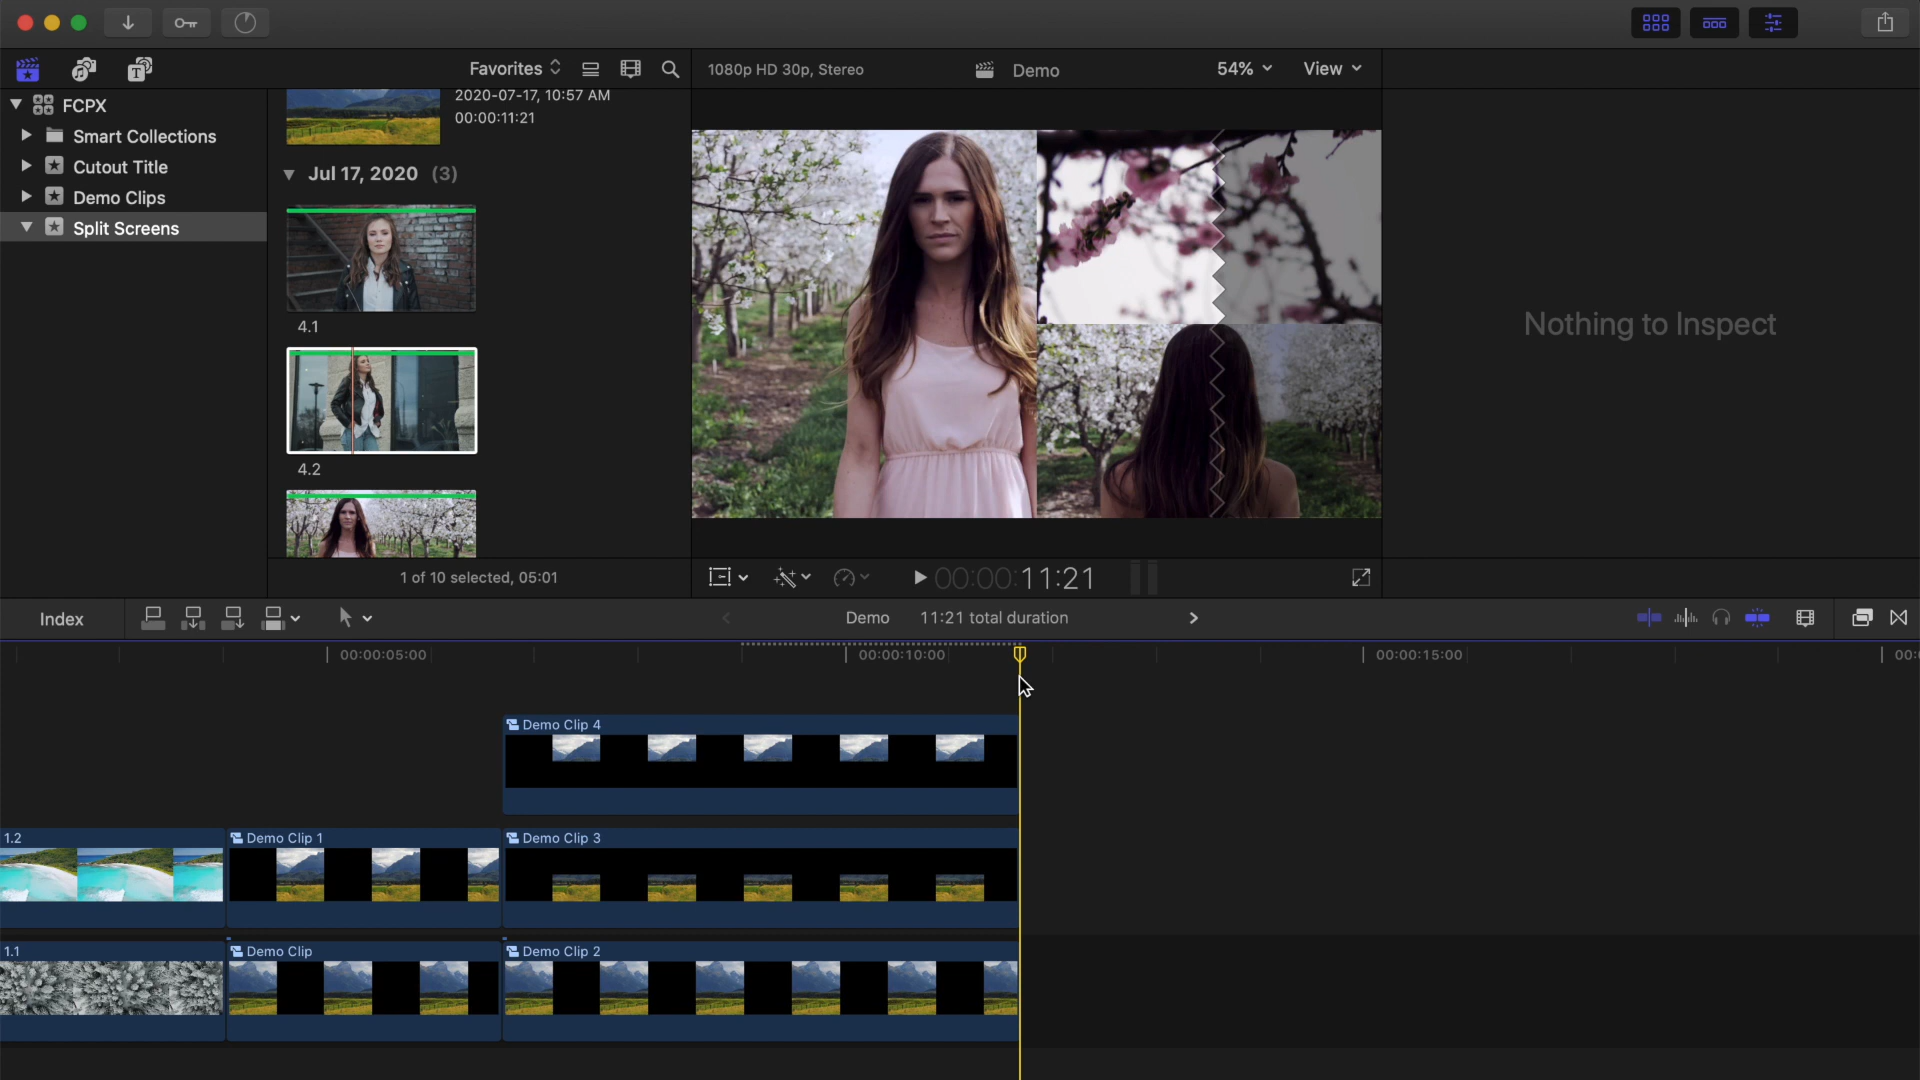 Favorites
1080p HD 30p, Stereo
Demo
54%
View
FCPX
Smart Collections
Cutout Title
Demo Clips
Split Screens
2020-07-17, 10:57 AM
00:00:11:21
Jul 17, 2020 (3)
4.1
4.2
1 of 10 selected, 05:01
Nothing to Inspect
00:00:11:21
Index
Demo 11:21 total duration
00:00:05:00
00:00:10:00
00:00:15:00
00:
Demo Clip 4
1.2
Demo Clip 1
Demo Clip 3
1.1
Demo Clip
Demo Clip 2